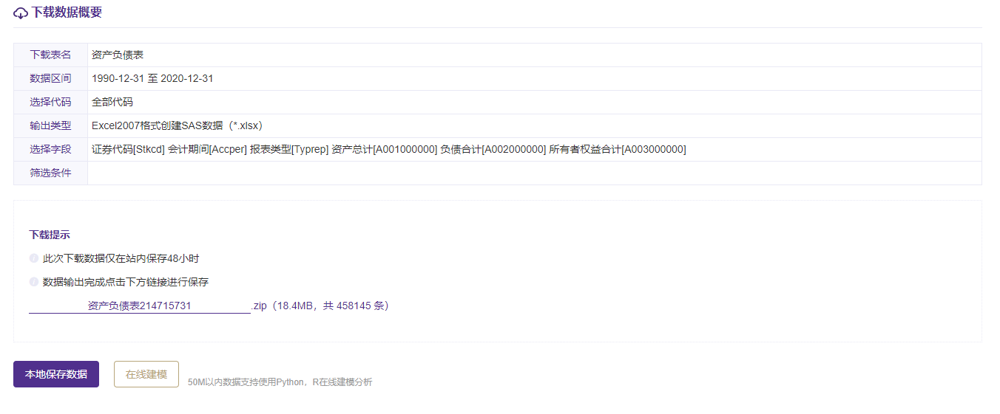 下载数据概要
下载表名 资产负债表
数据区间 1990-12-31 至 2020-12-31
选择代码 全部代码
输出类型 Excel2007格式创建SAS数据（*.xlsx）
选择字段 证券代码[Stkcd] 会计期间[Accper] 报表类型[Typrep] 资产总计[A001000000] 负债合计[A002000000] 所有者权益合计[A003000000]
筛选条件
下载提示
此次下载数据仅在站内保存48小时
数据输出完成点击下方链接进行保存
资产负债表214715731 .zip（18.4MB，共 458145 条）
本地保存数据 在线建模 50M以内数据支持使用Python，R在线建模分析